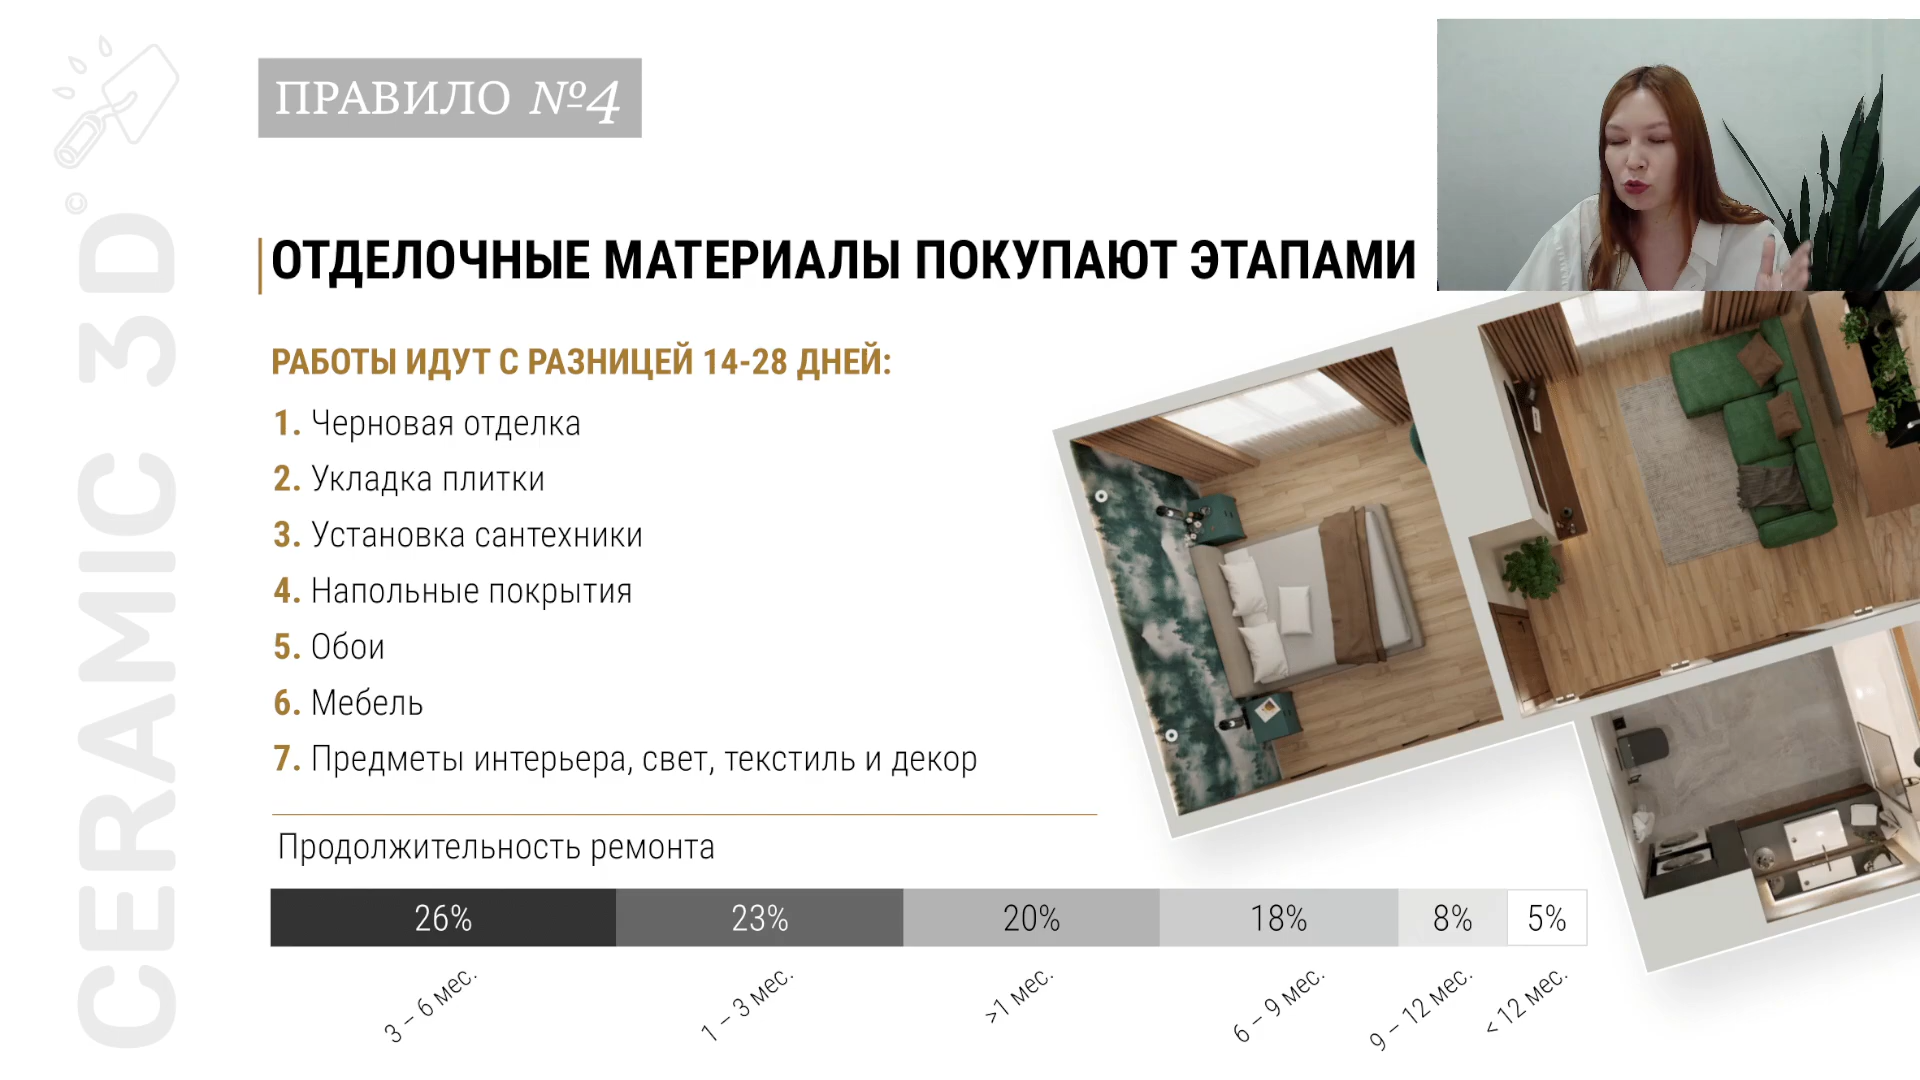 ПРАВИЛО №4
ОТДЕЛОЧНЫЕ МАТЕРИАЛЫ ПОКУПАЮТ ЭТАПАМИ
РАБОТЫ ИДУТ С РАЗНИЦЕЙ 14-28 ДНЕЙ:
1. Черновая отделка
2. Укладка плитки
3. Установка сантехники
4. Напольные покрытия
5. Обои
6. Мебель
7. Предметы интерьера, свет, текстиль и декор
Продолжительность ремонта
26% 23% 20% 18% 8% 5%
3 – 6 мес. 1 – 3 мес. >1 мес. 6 – 9 мес. 9 – 12 мес. < 12 мес.
CERAMIC 3D©